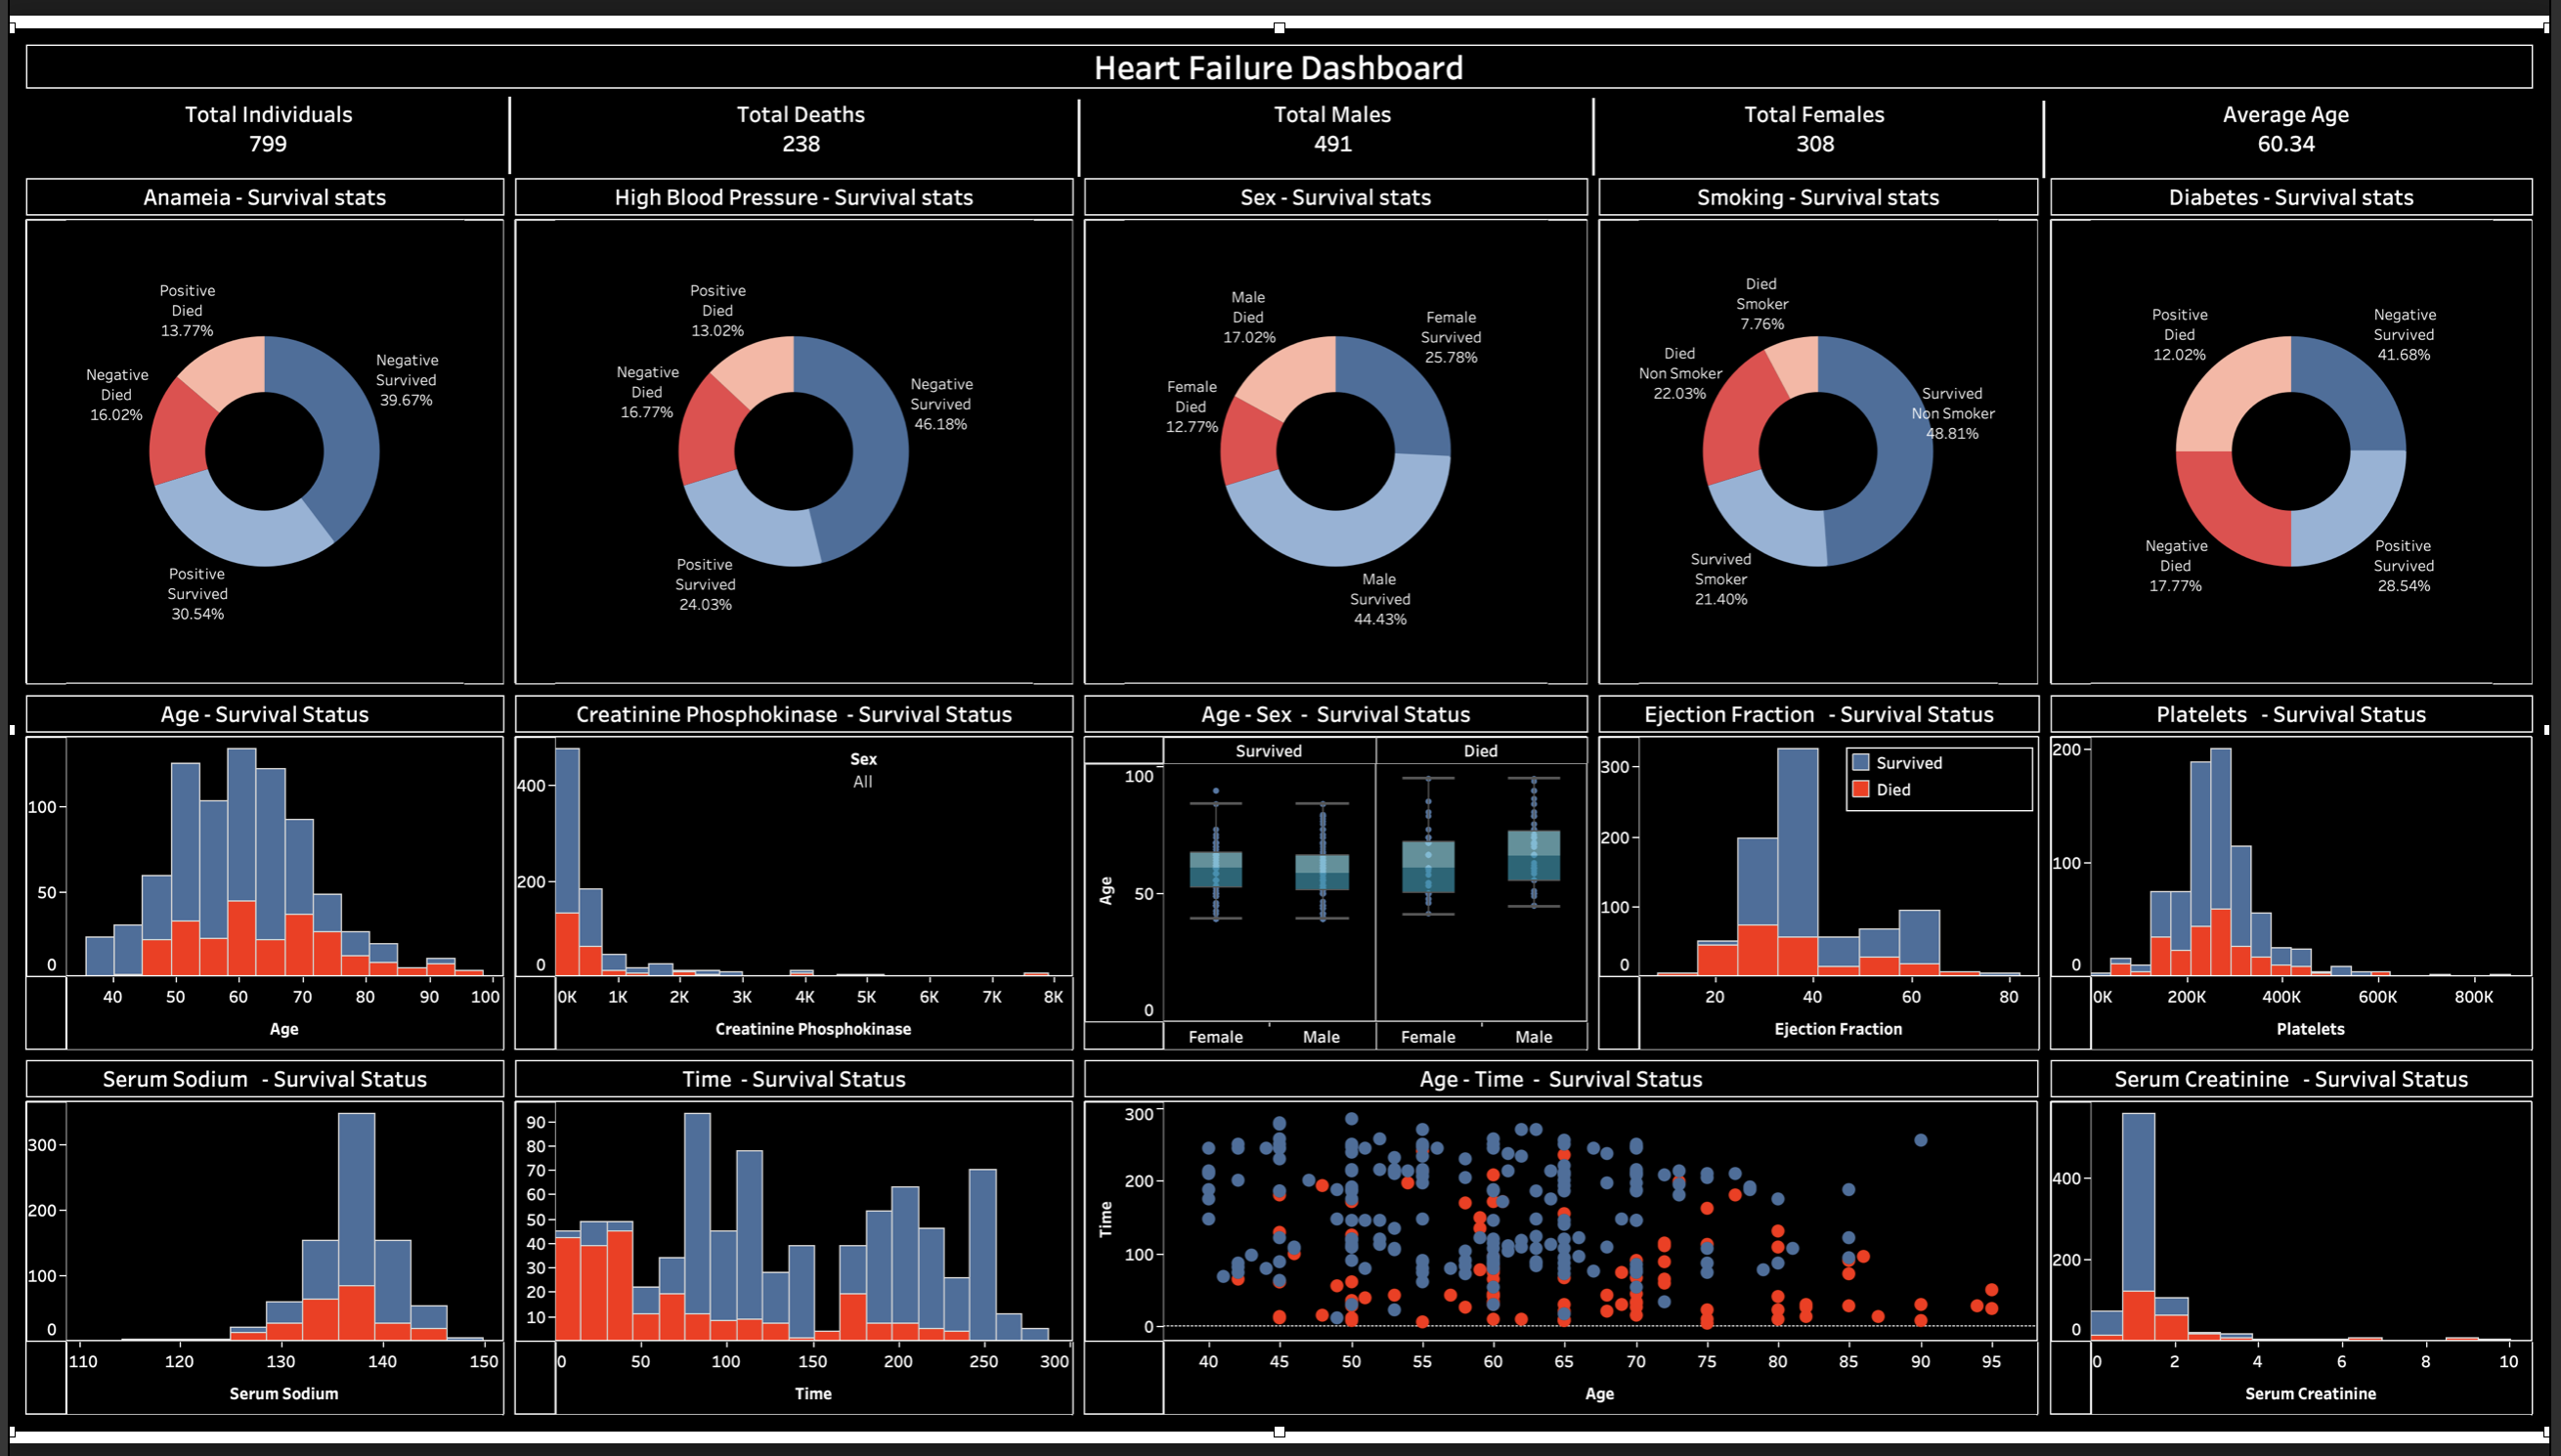 Heart Failure Dashboard
Total Individuals
799
Total Deaths
238
Total Males
491
Total Females
308
Average Age
60.34
Anameia - Survival stats
Positive
Died
13.77%
Negative
Survived
39.67%
Negative
Died
16.02%
Positive
Survived
30.54%
High Blood Pressure - Survival stats
Positive
Died
13.02%
Negative
Died
16.77%
Negative
Survived
46.18%
Positive
Survived
24.03%
Sex - Survival stats
Male
Died
17.02%
Female
Survived
25.78%
Female
Died
12.77%
Male
Survived
44.43%
Smoking - Survival stats
Died
Smoker
7.76%
Died
Non Smoker
22.03%
Survived
Non Smoker
48.81%
Survived
Smoker
21.40%
Diabetes - Survival stats
Positive
Died
12.02%
Negative
Survived
41.68%
Negative
Died
17.77%
Positive
Survived
28.54%
Age - Survival Status
100
50
0
40 50 60 70 80 90 100
Age
Creatinine Phosphokinase - Survival Status
Sex
All
400
200
0
0K 1K 2K 3K 4K 5K 6K 7K 8K
Creatinine Phosphokinase
Age - Sex - Survival Status
Survived Died
100
50
0
Age
Female Male Female Male
Ejection Fraction - Survival Status
Survived
Died
300
200
100
0
20 40 60 80
Ejection Fraction
Platelets - Survival Status
200
100
0
0K 200K 400K 600K 800K
Platelets
Serum Sodium - Survival Status
300
200
100
0
110 120 130 140 150
Serum Sodium
Time - Survival Status
90
80
70
60
50
40
30
20
10
0 50 100 150 200 250 300
Time
Age - Time - Survival Status
300
200
100
0
Time
40 45 50 55 60 65 70 75 80 85 90 95
Age
Serum Creatinine - Survival Status
400
200
0
0 2 4 6 8 10
Serum Creatinine